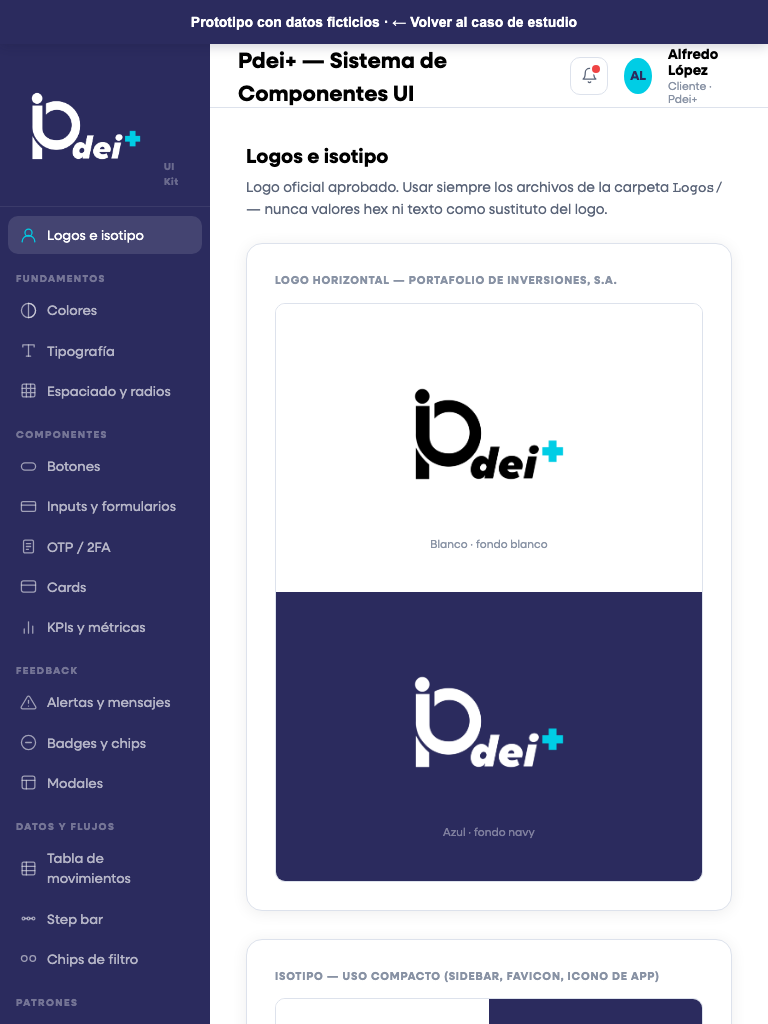 Prototipo con datos ficticios · ← Volver al caso de estudio
pdei+
UI
Kit
Logos e isotipo
FUNDAMENTOS
Colores
Tipografía
Espaciado y radios
COMPONENTES
Botones
Inputs y formularios
OTP / 2FA
Cards
KPIs y métricas
FEEDBACK
Alertas y mensajes
Badges y chips
Modales
DATOS Y FLUJOS
Tabla de
movimientos
Step bar
Chips de filtro
PATRONES
Pdei+ — Sistema de
Componentes UI
AL
Alfredo
López
Cliente ·
Pdei+
Logos e isotipo
Logo oficial aprobado. Usar siempre los archivos de la carpeta Logos/
— nunca valores hex ni texto como sustituto del logo.
LOGO HORIZONTAL — PORTAFOLIO DE INVERSIONES, S.A.
pdei+
Blanco · fondo blanco
pdei+
Azul · fondo navy
ISOTIPO — USO COMPACTO (SIDEBAR, FAVICON, ICONO DE APP)